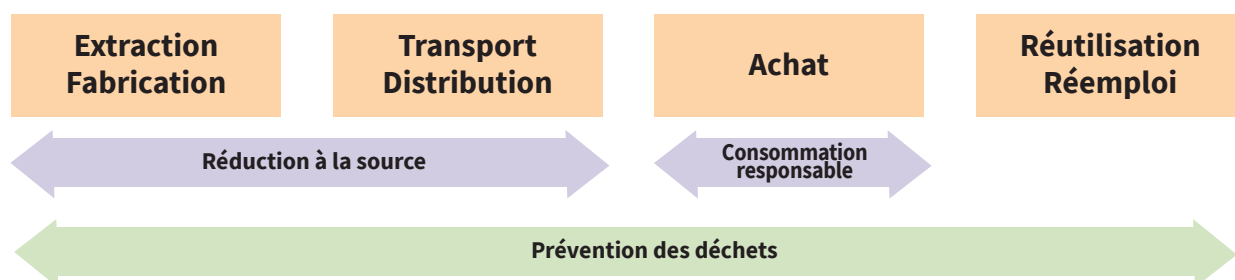 Extraction
Fabrication
Transport
Distribution
Achat
Réutilisation
Réemploi
Réduction à la source
Consommation
responsable
Prévention des déchets